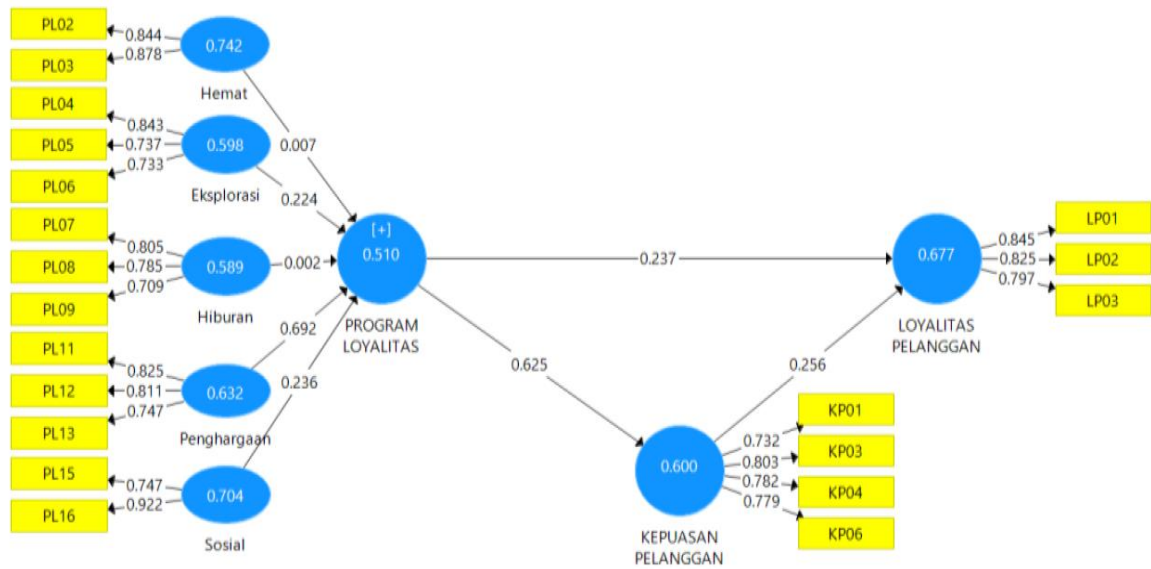 PL02
0.844
0.878
PL03
0.742
Hemat
PL04
0.843
PL05
0.737
0.733
PL06
0.598
Eksplorasi
PL07
0.805
PL08
0.785
0.709
PL09
0.589
Hiburan
PL11
0.825
PL12
0.811
0.747
PL13
0.632
Penghargaan
PL15
0.747
0.922
PL16
0.704
Sosial
0.007
0.224
0.002
0.692
0.236
[+]
0.510
PROGRAM
LOYALITAS
0.237
0.625
0.256
0.677
LOYALITAS
PELANGGAN
0.845
0.825
0.797
LP01
LP02
LP03
0.600
KEPUASAN
PELANGGAN
0.732
0.803
0.782
0.779
KP01
KP03
KP04
KP06